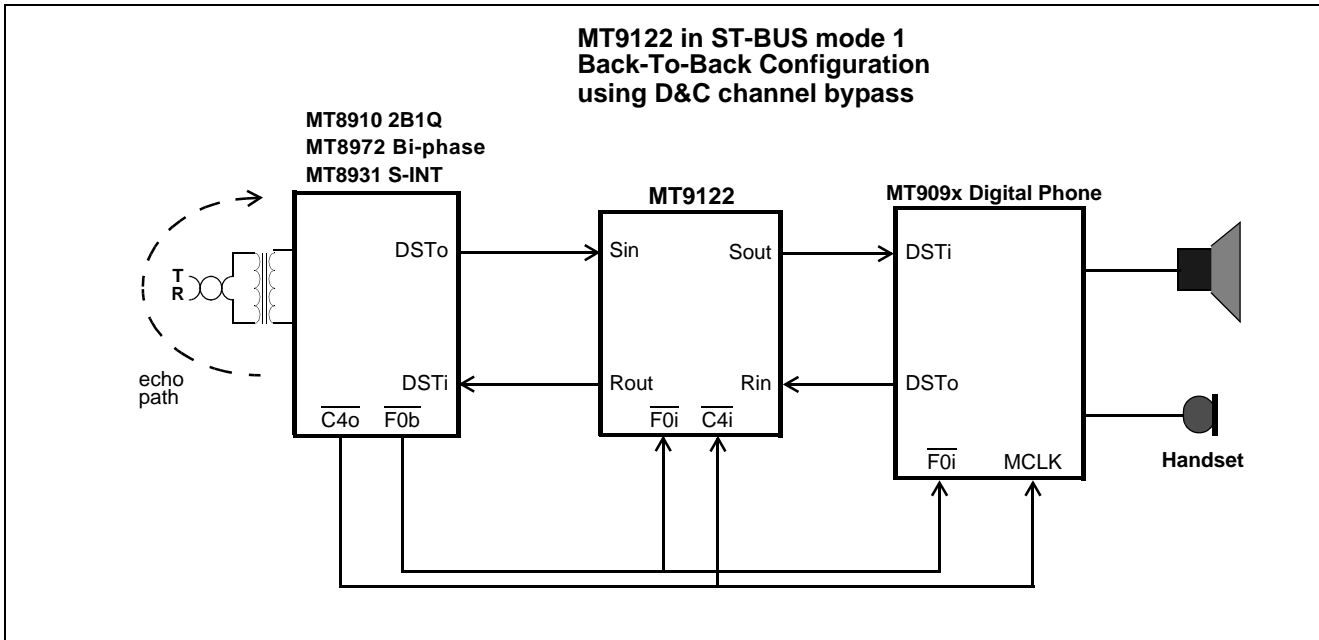 MT9122 in ST-BUS mode 1
Back-To-Back Configuration
using D&C channel bypass
MT8910 2B1Q
MT8972 Bi-phase
MT8931 S-INT
MT9122
MT909x Digital Phone
DSTo
Sin
Sout
DSTi
T
R
echo
path
DSTi
Rout
Rin
DSTo
C4o
F0b
F0i
C4i
F0i
MCLK
Handset